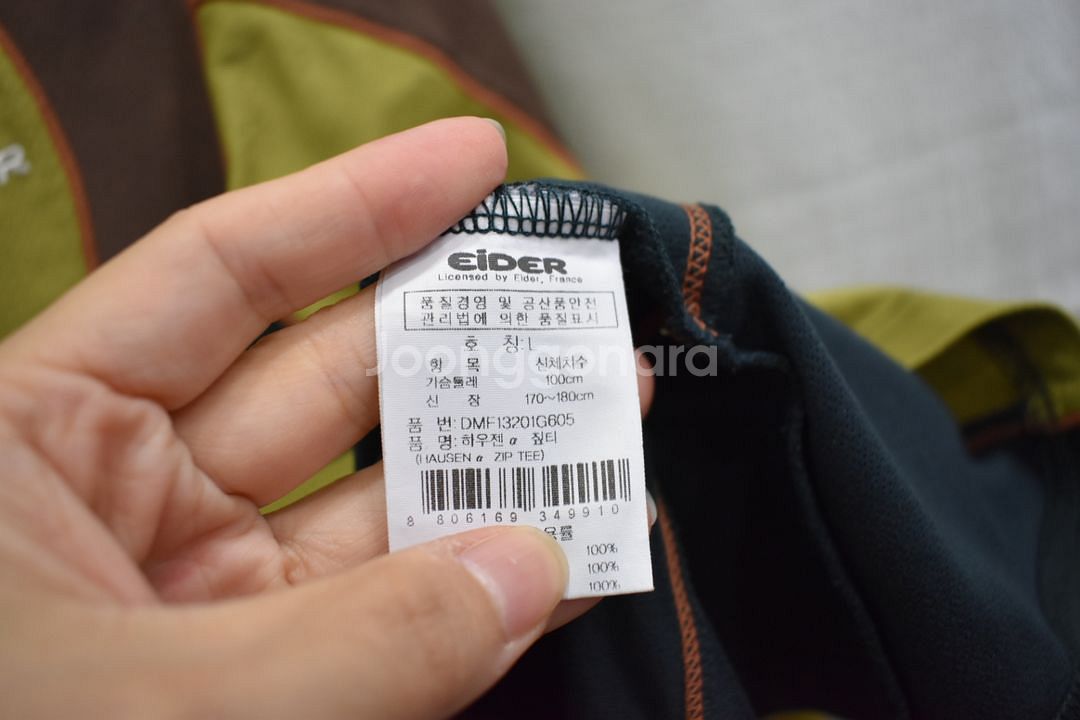 R.
EiDER
Licensed by Eider, France
품질경영 및 공산품안전
관리법에 의한 품질표시
호 칭:L
항 목 신체치수
가슴둘레 100cm
신 장 170~180cm
품 번:DMF13201G605
품 명:하우젠 α 짚티
(HAUSEN α ZIP TEE)
8 806169 349910
용률
100%
100%
100%
Joonggonara